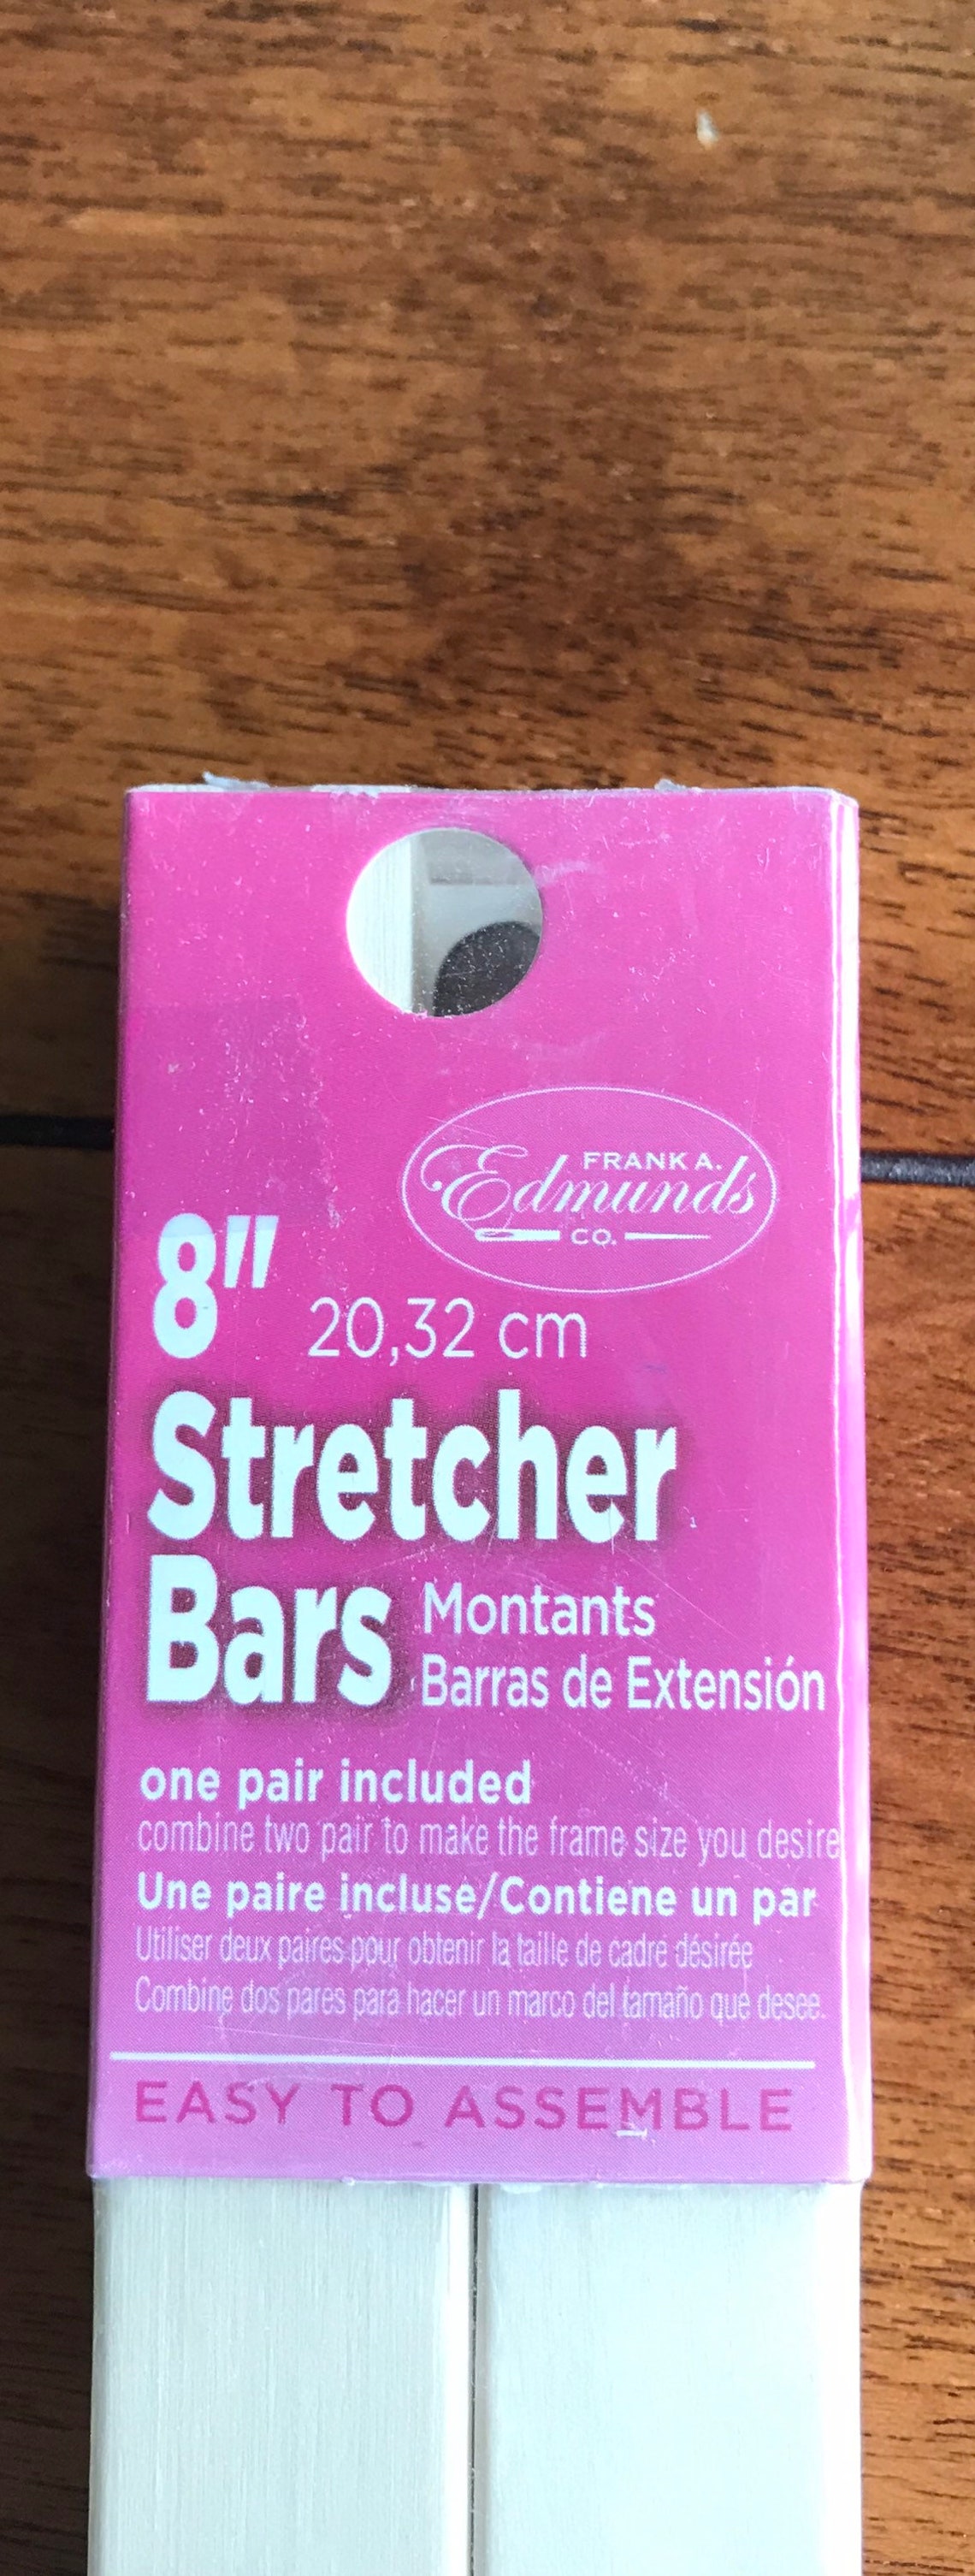 FRANK A.
Edmunds
CO.
8"
20,32 cm
Stretcher
Bars
Montants
Barras de Extensión
one pair included
combine two pair to make the frame size you desire
Une paire incluse/Contiene un par
Utiliser deux paires pour obtenir la taille de cadre désirée
Combine dos pares para hacer un marco del tamaño que desee.
EASY TO ASSEMBLE